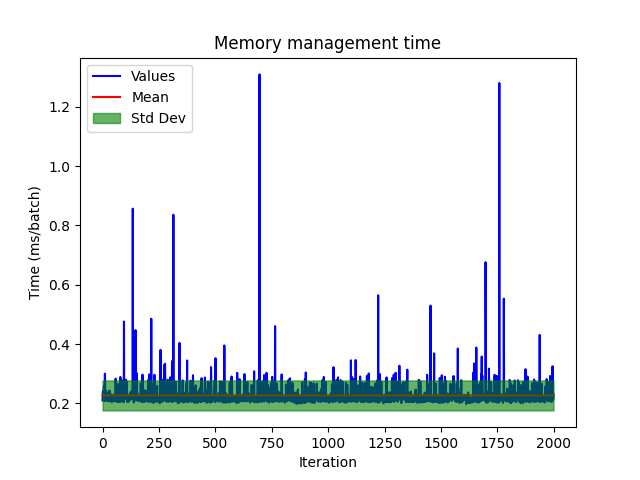 Memory management time
Values
Mean
Std Dev
Time (ms/batch)
1.2
1.0
0.8
0.6
0.4
0.2
0
250
500
750
1000
1250
1500
1750
2000
Iteration